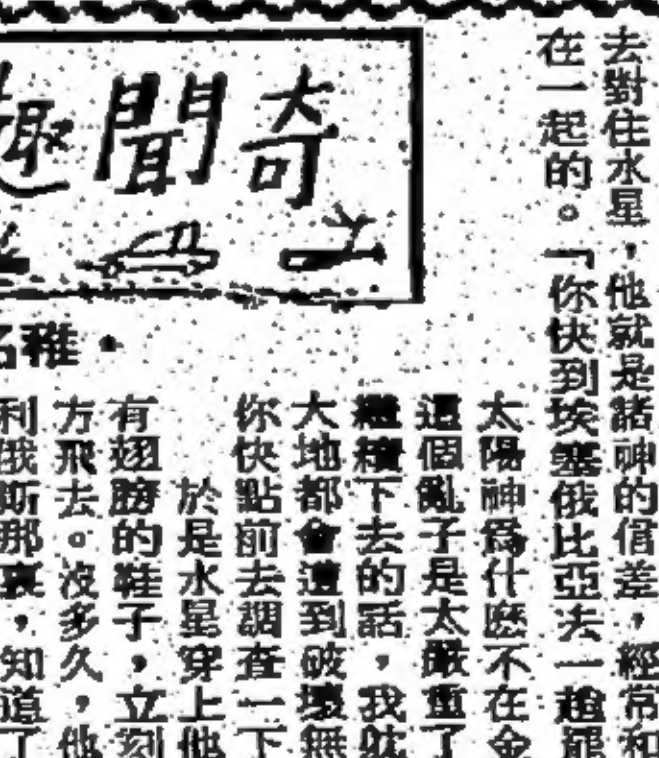 去對住水星，他就是諸神的信差，經常和
在一起的。「你快到埃塞俄比亞去一趟罷
太陽神爲什麽不在金
這個亂子是太嚴重了
繼續下去的話，我就
大地都會遭到破壞無
你快點前去調查一下
於是水星穿上他
有翅膀的鞋子，立刻
方飛去。沒多久，他
利俄斯那裏，知道了
奇聞趣
·稚名